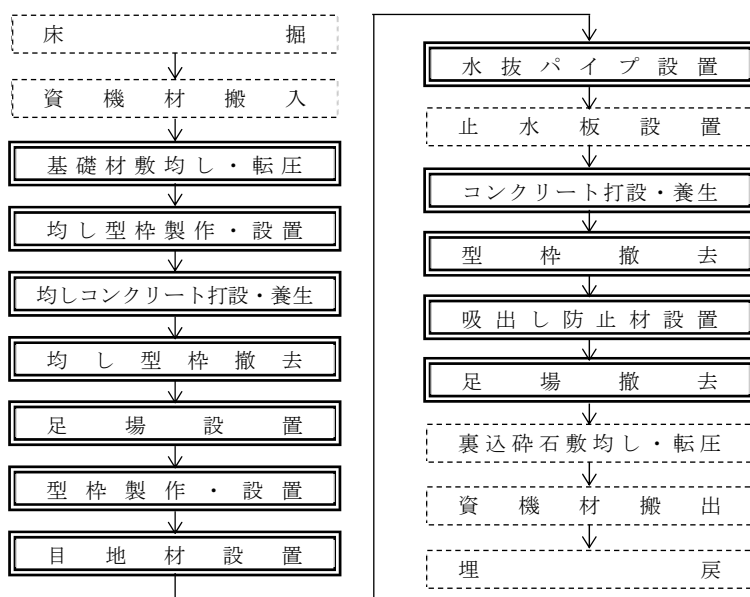 床掘
資機材搬入
基礎材敷均し・転圧
均し型枠製作・設置
均しコンクリート打設・養生
均し型枠撤去
足場設置
型枠製作・設置
目地材設置
水抜パイプ設置
止水板設置
コンクリート打設・養生
型枠撤去
吸出し防止材設置
足場撤去
裏込砕石敷均し・転圧
資機材搬出
埋戻